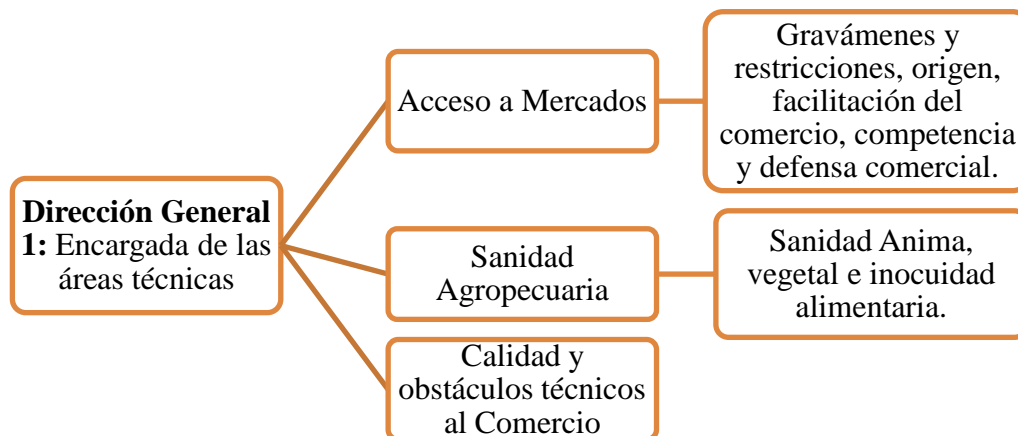 Dirección General
1: Encargada de las
áreas técnicas
Acceso a Mercados
Gravámenes y
restricciones, origen,
facilitación del
comercio, competencia
y defensa comercial.
Sanidad
Agropecuaria
Sanidad Anima,
vegetal e inocuidad
alimentaria.
Calidad y
obstáculos técnicos
al Comercio